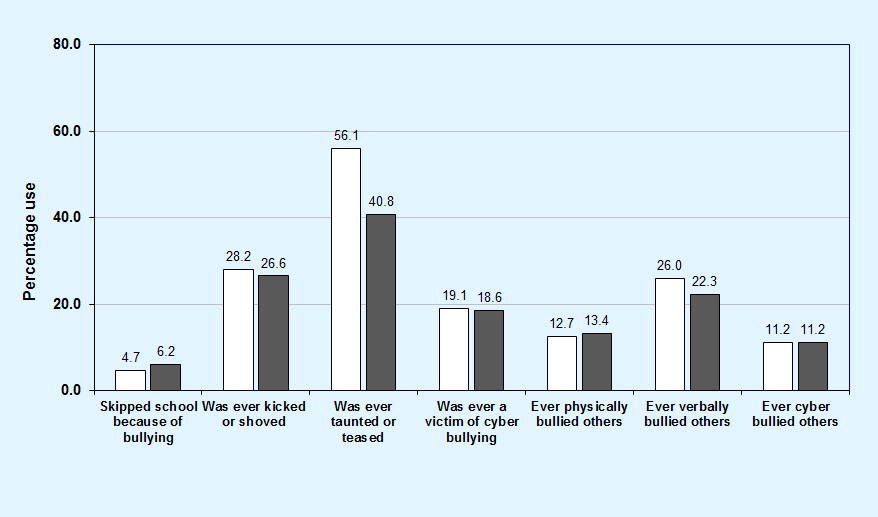 80.0
60.0
40.0
20.0
0.0
Percentage use
4.7
6.2
28.2
26.6
56.1
40.8
19.1
18.6
12.7
13.4
26.0
22.3
11.2
11.2
Skipped school
because of
bullying
Was ever kicked
or shoved
Was ever
taunted or
teased
Was ever a
victim of cyber
bullying
Ever physically
bullied others
Ever verbally
bullied others
Ever cyber
bullied others